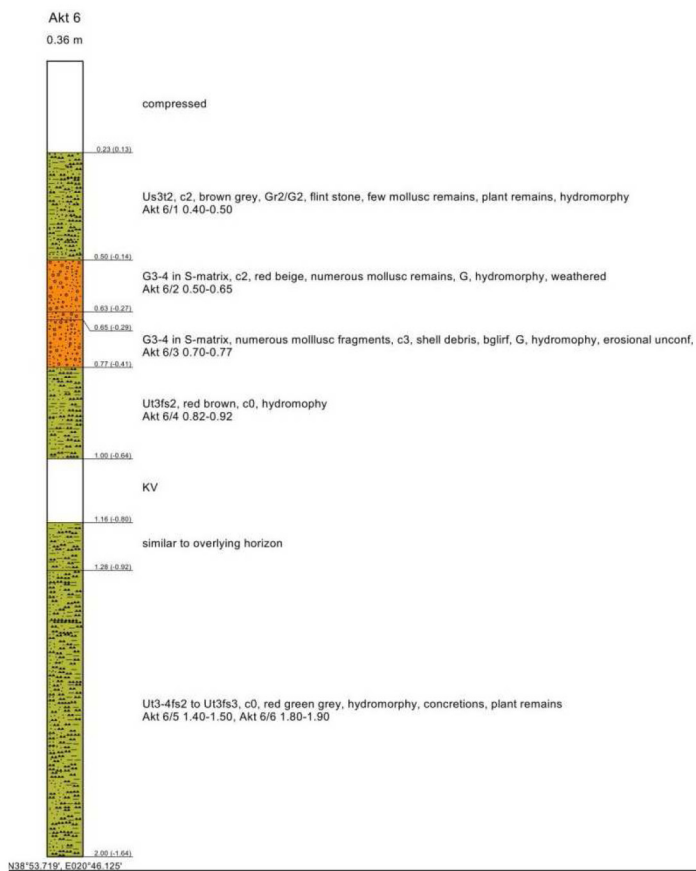 Akt 6
0.36 m
compressed
0.23 (0.13)
Us3t2, c2, brown grey, Gr2/G2, flint stone, few mollusc remains, plant remains, hydromorphy
Akt 6/1 0.40-0.50
0.50 (-0.14)
G3-4 in S-matrix, c2, red beige, numerous mollusc remains, G, hydromorphy, weathered
Akt 6/2 0.50-0.65
0.63 (-0.27)
0.65 (-0.29)
G3-4 in S-matrix, numerous molllusc fragments, c3, shell debris, bglirf, G, hydromophy, erosional unconf,
Akt 6/3 0.70-0.77
0.77 (-0.41)
Ut3fs2, red brown, c0, hydromophy
Akt 6/4 0.82-0.92
1.00 (-0.64)
KV
1.16 (-0.80)
similar to overlying horizon
1.28 (-0.92)
Ut3-4fs2 to Ut3fs3, c0, red green grey, hydromorphy, concretions, plant remains
Akt 6/5 1.40-1.50, Akt 6/6 1.80-1.90
2.00 (-1.64)
N38°53.719', E020°46.125'